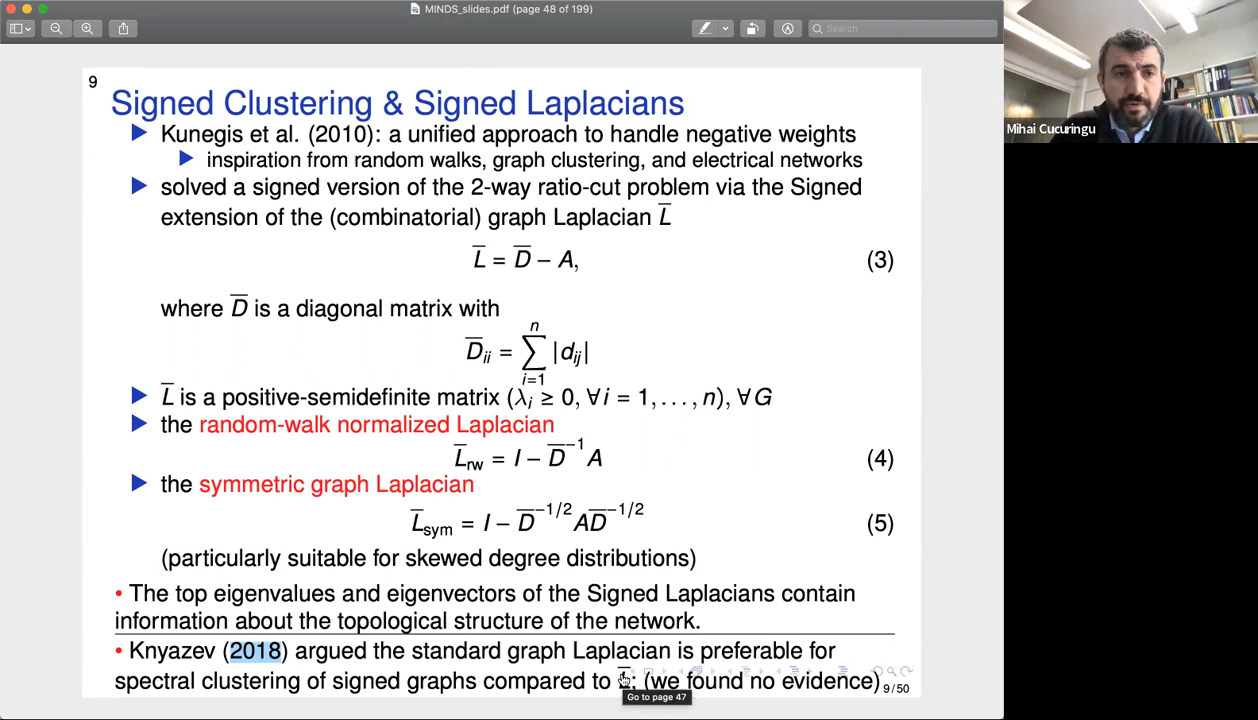 MINDS_slides.pdf (page 48 of 199)
Search
9
Signed Clustering & Signed Laplacians
Kunegis et al. (2010): a unified approach to handle negative weights
inspiration from random walks, graph clustering, and electrical networks
solved a signed version of the 2-way ratio-cut problem via the Signed
extension of the (combinatorial) graph Laplacian L̅
L̅ = D̅ − A, (3)
where D̅ is a diagonal matrix with
D̅ᵢᵢ = ∑ⁿᵢ₌₁ |dᵢⱼ|
L̅ is a positive-semidefinite matrix (λᵢ ≥ 0, ∀i = 1, . . . , n), ∀G
the random-walk normalized Laplacian
L̅rw = I − D̅⁻¹A (4)
the symmetric graph Laplacian
L̅sym = I − D̅^−1/2 A D̅^−1/2 (5)
(particularly suitable for skewed degree distributions)
• The top eigenvalues and eigenvectors of the Signed Laplacians contain
information about the topological structure of the network.
• Knyazev (2018) argued the standard graph Laplacian is preferable for
spectral clustering of signed graphs compared to L̅; (we found no evidence)
9/50
Go to page 47
Mihai Cucuringu